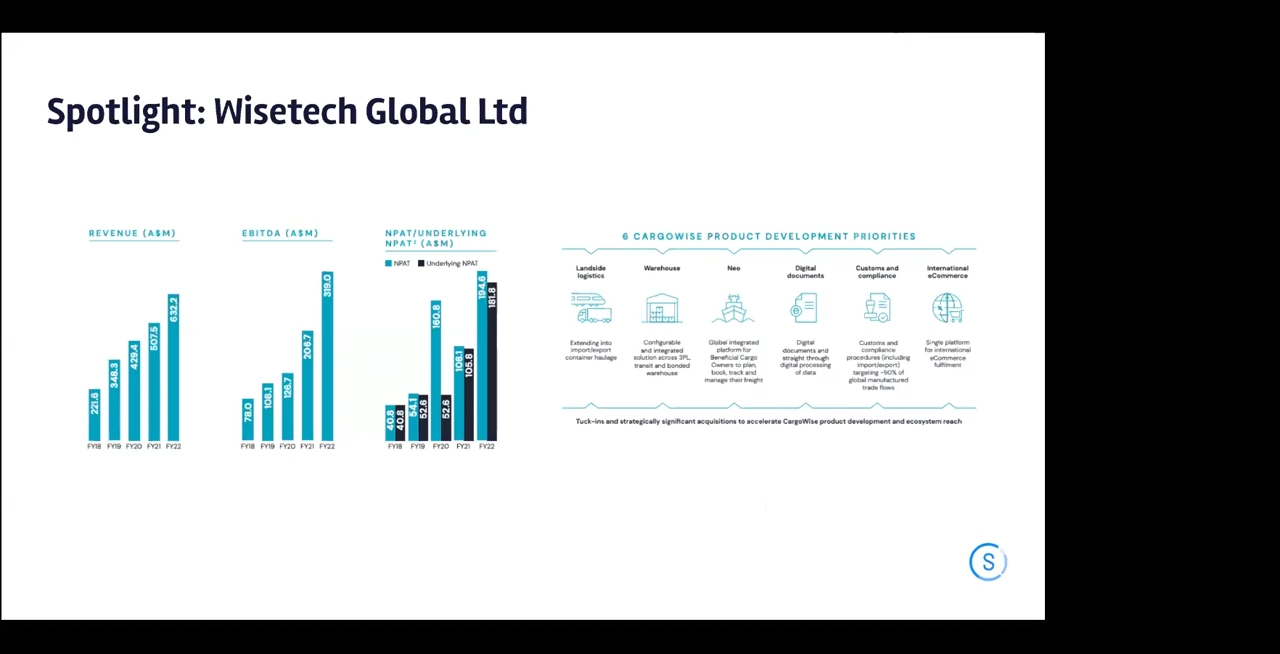 Spotlight: Wisetech Global Ltd
REVENUE (A$M)
221.6
348.3
429.4
507.5
632.2
FY18 FY19 FY20 FY21 FY22
EBITDA (A$M)
78.0
108.1
126.7
206.7
319.0
FY18 FY19 FY20 FY21 FY22
NPAT/UNDERLYING
NPAT² (A$M)
NPAT Underlying NPAT
40.8
40.8
54.1
52.6
160.8
52.6
108.1
105.8
194.6
181.8
FY18 FY19 FY20 FY21 FY22
6 CARGOWISE PRODUCT DEVELOPMENT PRIORITIES
Landside
logistics
Extending into
import/export
container haulage
Warehouse
Configurable
and integrated
solution across 3PL,
transit and bonded
warehouse
Neo
Global integrated
platform for
Beneficial Cargo
Owners to plan,
book, track and
manage their freight
Digital
documents
Digital
documents and
straight through
digital processing
of data
Customs and
compliance
Customs and
compliance
procedures (including
import/export)
targeting ~90% of
global manufactured
trade flows
International
eCommerce
Single platform
for international
eCommerce
fulfilment
Tuck-ins and strategically significant acquisitions to accelerate CargoWise product development and ecosystem reach
S